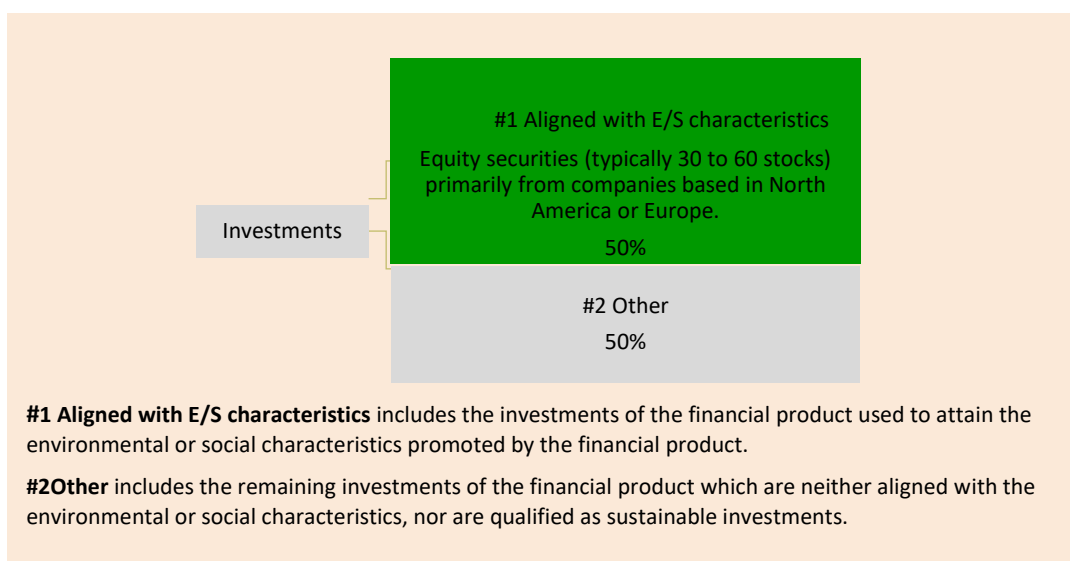 #1 Aligned with E/S characteristics
Equity securities (typically 30 to 60 stocks)
primarily from companies based in North
America or Europe.
50%
Investments
#2 Other
50%
#1 Aligned with E/S characteristics includes the investments of the financial product used to attain the
environmental or social characteristics promoted by the financial product.
#2Other includes the remaining investments of the financial product which are neither aligned with the
environmental or social characteristics, nor are qualified as sustainable investments.